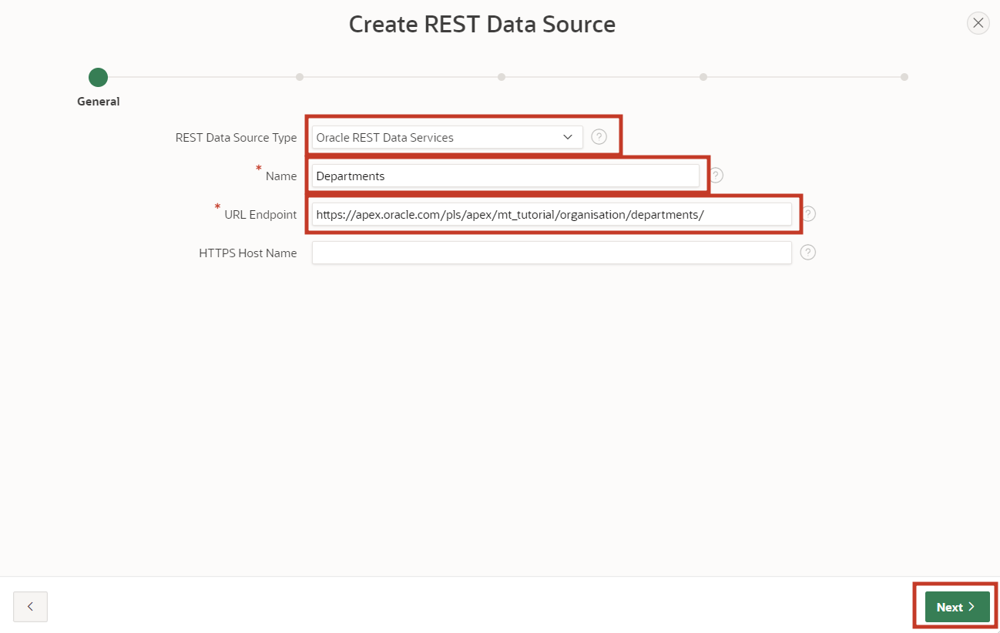 Create REST Data Source
General
REST Data Source Type Oracle REST Data Services ?
* Name Departments ?
* URL Endpoint https://apex.oracle.com/pls/apex/mt_tutorial/organisation/departments/ ?
HTTPS Host Name ?
Next